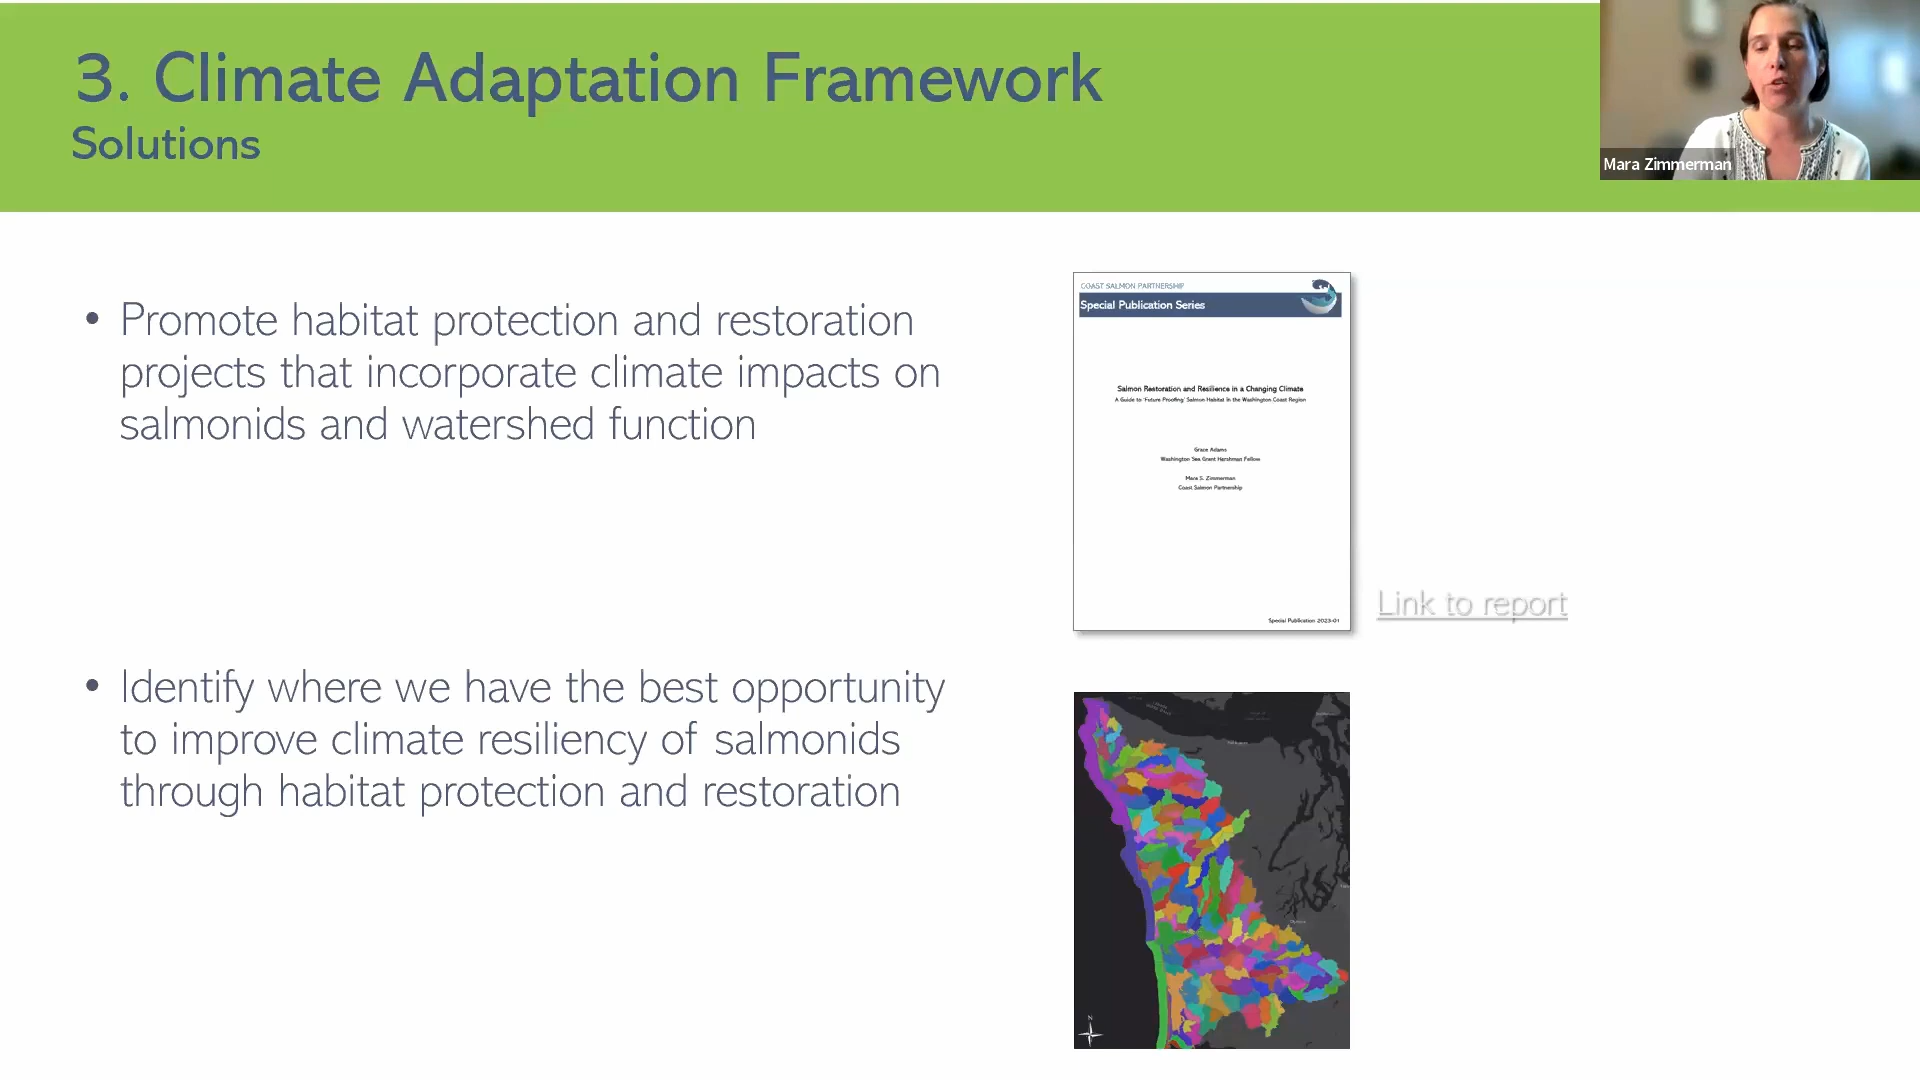 3. Climate Adaptation Framework
Solutions
Mara Zimmerman
• Promote habitat protection and restoration
projects that incorporate climate impacts on
salmonids and watershed function
COAST SALMON PARTNERSHIP
Special Publication Series
Salmon Restoration and Resilience in a Changing Climate
A Guide to 'Future Proofing' Salmon Habitat in the Washington Coast Region
Grace Adams
Washington Sea Grant Hershman Fellow
Mara S. Zimmerman
Coast Salmon Partnership
Special Publication 2023-01
Link to report
• Identify where we have the best opportunity
to improve climate resiliency of salmonids
through habitat protection and restoration
N